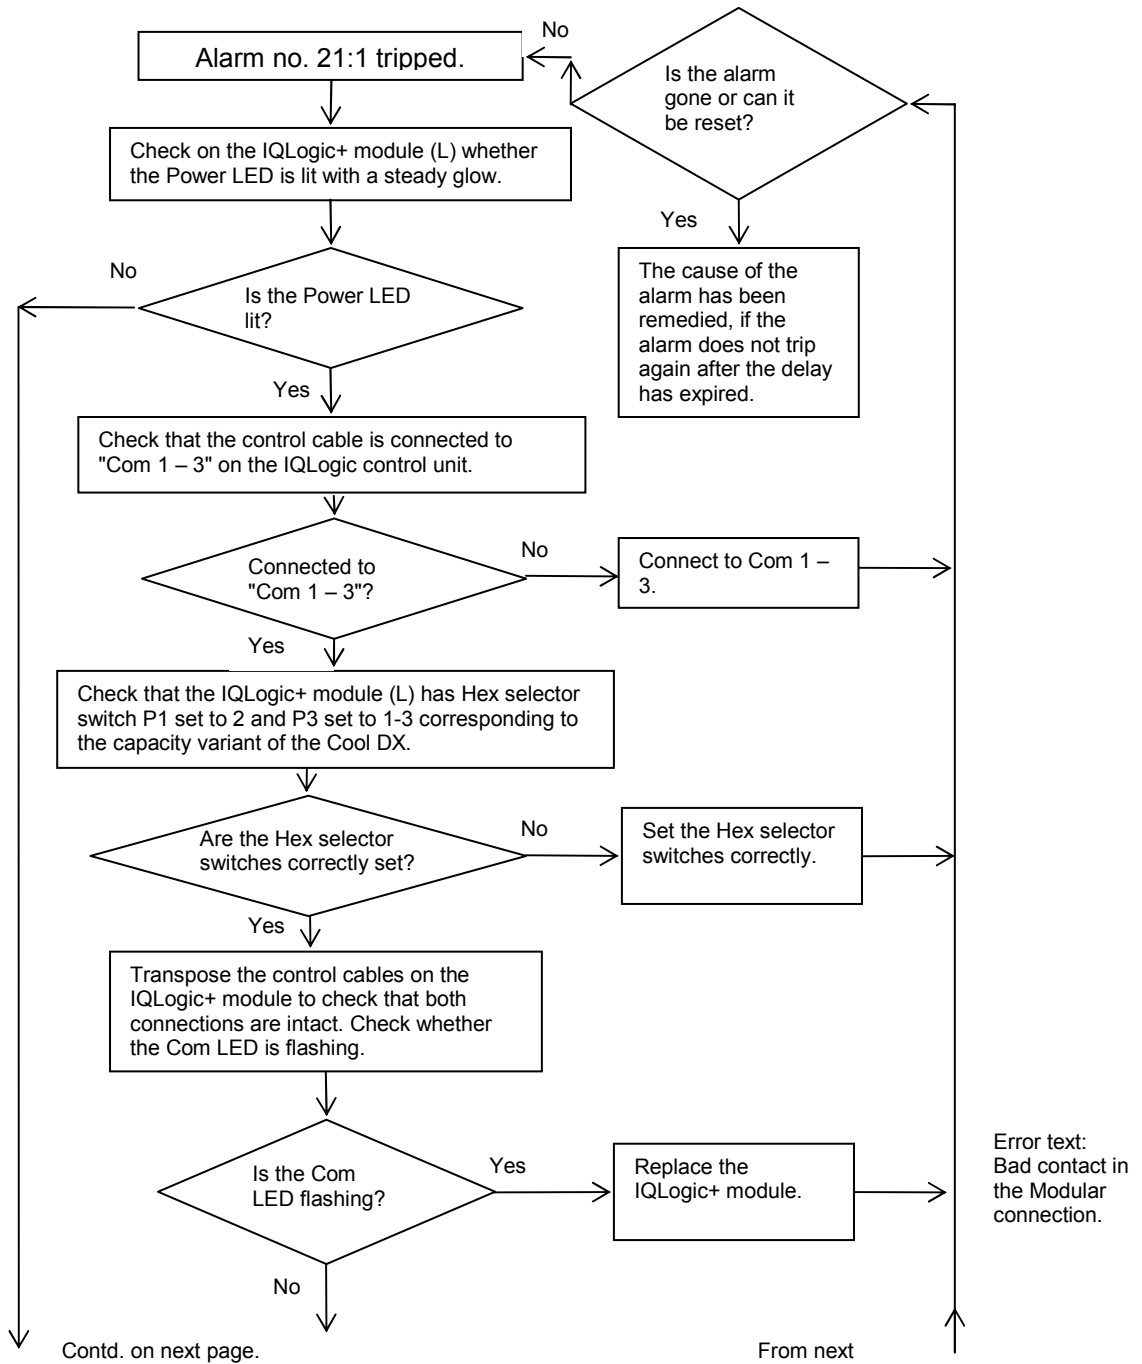 No
Alarm no. 21:1 tripped.
Is the alarm
gone or can it
be reset?
Check on the IQLogic+ module (L) whether
the Power LED is lit with a steady glow.
Yes
No
Is the Power LED
lit?
The cause of the
alarm has been
remedied, if the
alarm does not trip
again after the delay
has expired.
Yes
Check that the control cable is connected to
"Com 1 – 3" on the IQLogic control unit.
Connected to
"Com 1 – 3"?
No
Connect to Com 1 –
3.
Yes
Check that the IQLogic+ module (L) has Hex selector
switch P1 set to 2 and P3 set to 1-3 corresponding to
the capacity variant of the Cool DX.
Are the Hex selector
switches correctly set?
No
Set the Hex selector
switches correctly.
Yes
Transpose the control cables on the
IQLogic+ module to check that both
connections are intact. Check whether
the Com LED is flashing.
Is the Com
LED flashing?
Yes
Replace the
IQLogic+ module.
Error text:
Bad contact in
the Modular
connection.
No
Contd. on next page.
From next